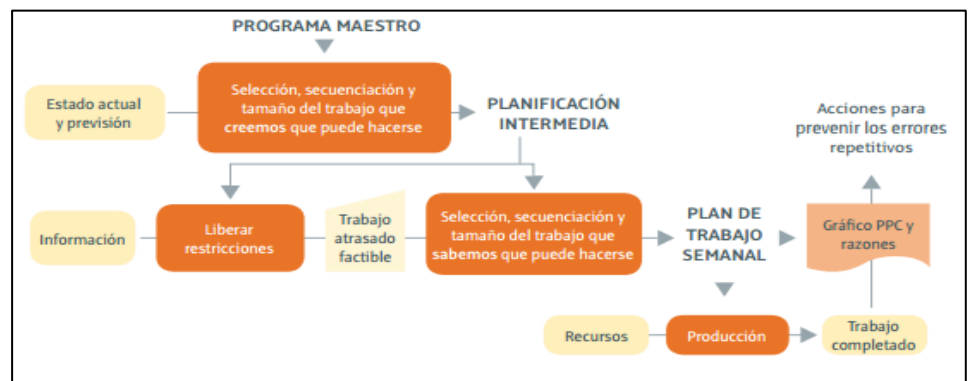 PROGRAMA MAESTRO
Estado actual
y previsión
Selección, secuenciación y
tamaño del trabajo que
creemos que puede hacerse
PLANIFICACIÓN
INTERMEDIA
Acciones para
prevenir los errores
repetitivos
Información
Liberar
restricciones
Trabajo
atrasado
factible
Selección, secuenciación y
tamaño del trabajo que
sabemos que puede hacerse
PLAN DE
TRABAJO
SEMANAL
Gráfico PPC y
razones
Recursos
Producción
Trabajo
completado